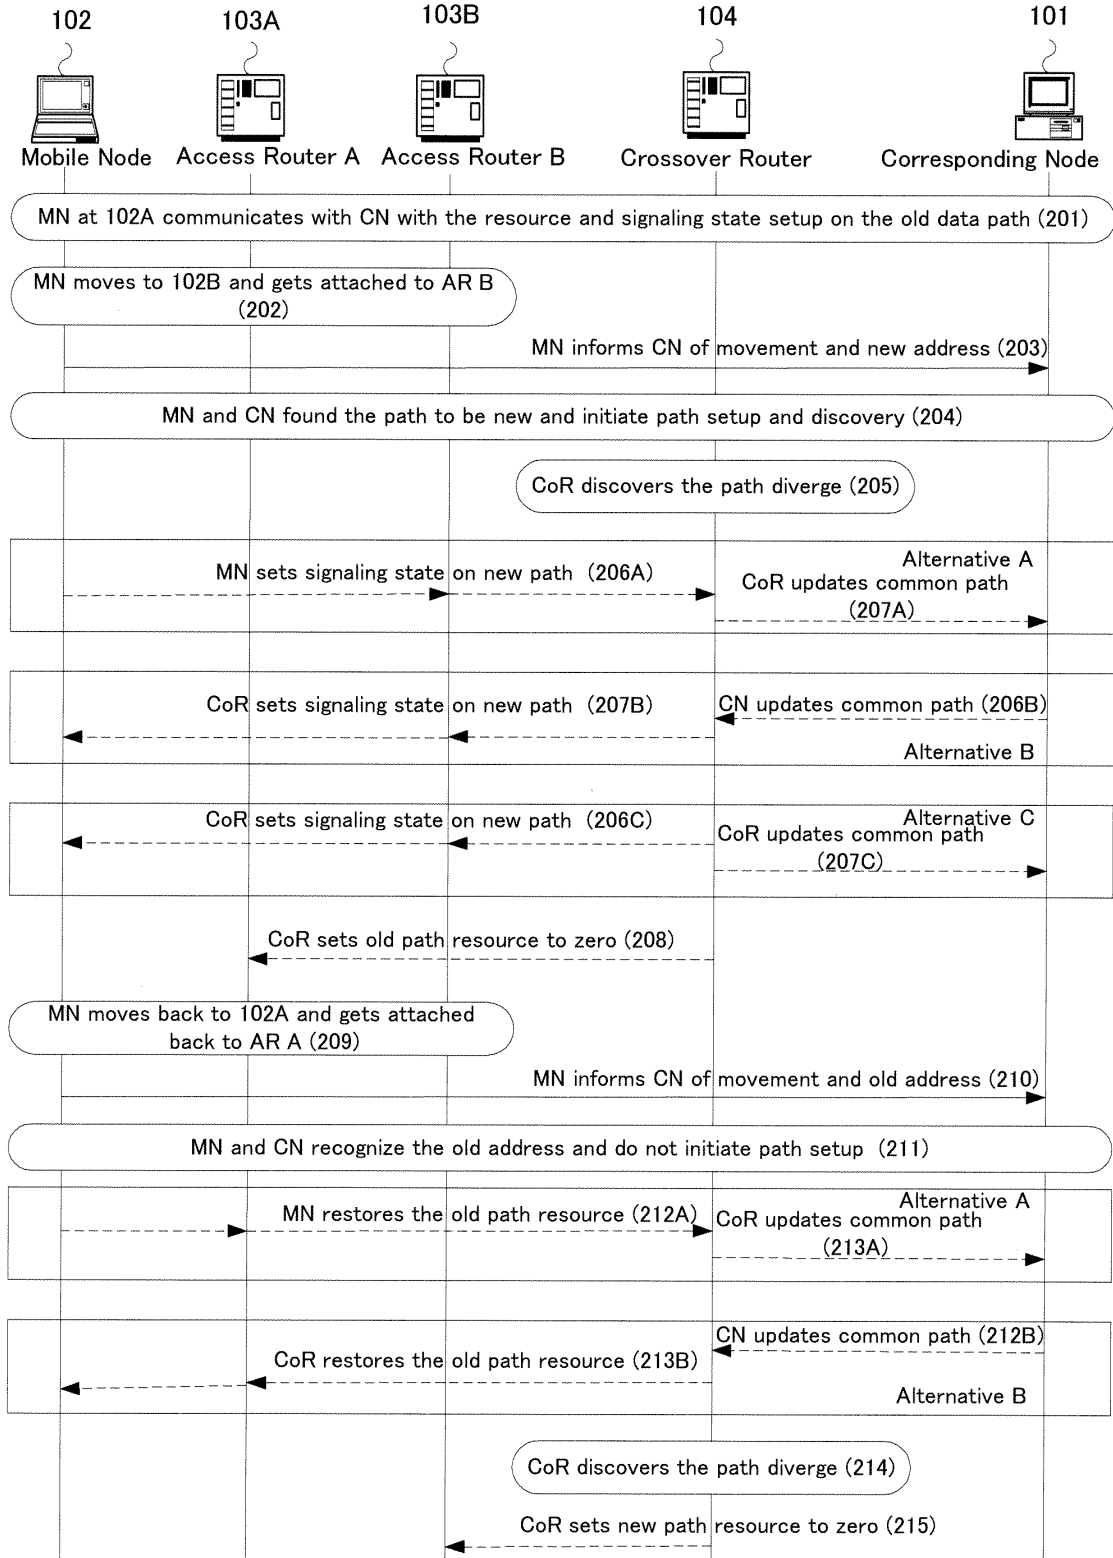 102
103A
103B
104
101
Mobile Node
Access Router A
Access Router B
Crossover Router
Corresponding Node
MN at 102A communicates with CN with the resource and signaling state setup on the old data path (201)
MN moves to 102B and gets attached to AR B
(202)
MN informs CN of movement and new address (203)
MN and CN found the path to be new and initiate path setup and discovery (204)
CoR discovers the path diverge (205)
Alternative A
MN sets signaling state on new path (206A)
CoR updates common path
(207A)
CoR sets signaling state on new path (207B)
CN updates common path (206B)
Alternative B
Alternative C
CoR sets signaling state on new path (206C)
CoR updates common path
(207C)
CoR sets old path resource to zero (208)
MN moves back to 102A and gets attached
back to AR A (209)
MN informs CN of movement and old address (210)
MN and CN recognize the old address and do not initiate path setup (211)
Alternative A
MN restores the old path resource (212A)
CoR updates common path
(213A)
CN updates common path (212B)
CoR restores the old path resource (213B)
Alternative B
CoR discovers the path diverge (214)
CoR sets new path resource to zero (215)